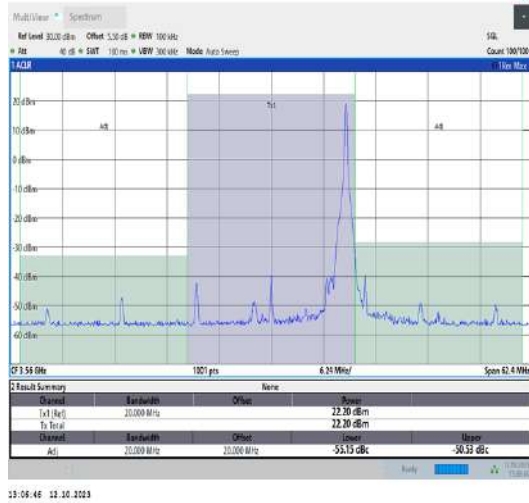 MultiView Spectrum
Ref Level 30.00 dBm Offset 5.50 dB RBW 100 kHz SGL
Att 40 dB SWT 100 ms VBW 300 kHz Mode Auto Sweep Count 100/100
1 ACLR 1Rm Max
20 dBm
Tx1
10 dBm
Adj Adj
0 dBm
-10 dBm
-20 dBm
-30 dBm
-40 dBm
-50 dBm
-60 dBm
CF 3.56 GHz 1001 pts 6.24 MHz/ Span 62.4 MHz
2 Result Summary None
Channel Bandwidth Offset Power
Tx1 (Ref) 20.000 MHz 22.20 dBm
Tx Total 22.20 dBm
Channel Bandwidth Offset Lower Upper
Adj 20.000 MHz 20.000 MHz -55.15 dBc -50.53 dBc
Ready
13:06:46 12.10.2023